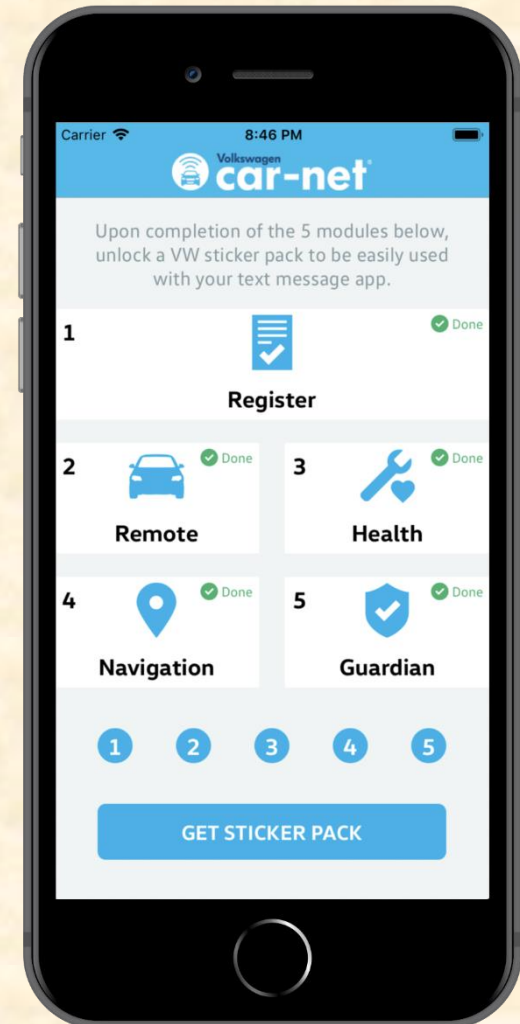 Carrier 8:46 PM
Volkswagen
car-net
Upon completion of the 5 modules below,
unlock a VW sticker pack to be easily used
with your text message app.
1 Done
Register
2 Done
Remote
3 Done
Health
4 Done
Navigation
5 Done
Guardian
1 2 3 4 5
GET STICKER PACK